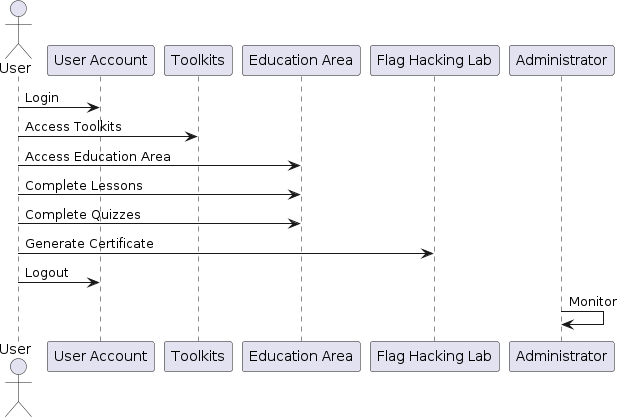 User
User Account
Toolkits
Education Area
Flag Hacking Lab
Administrator
Login
Access Toolkits
Access Education Area
Complete Lessons
Complete Quizzes
Generate Certificate
Logout
Monitor
User
User Account
Toolkits
Education Area
Flag Hacking Lab
Administrator